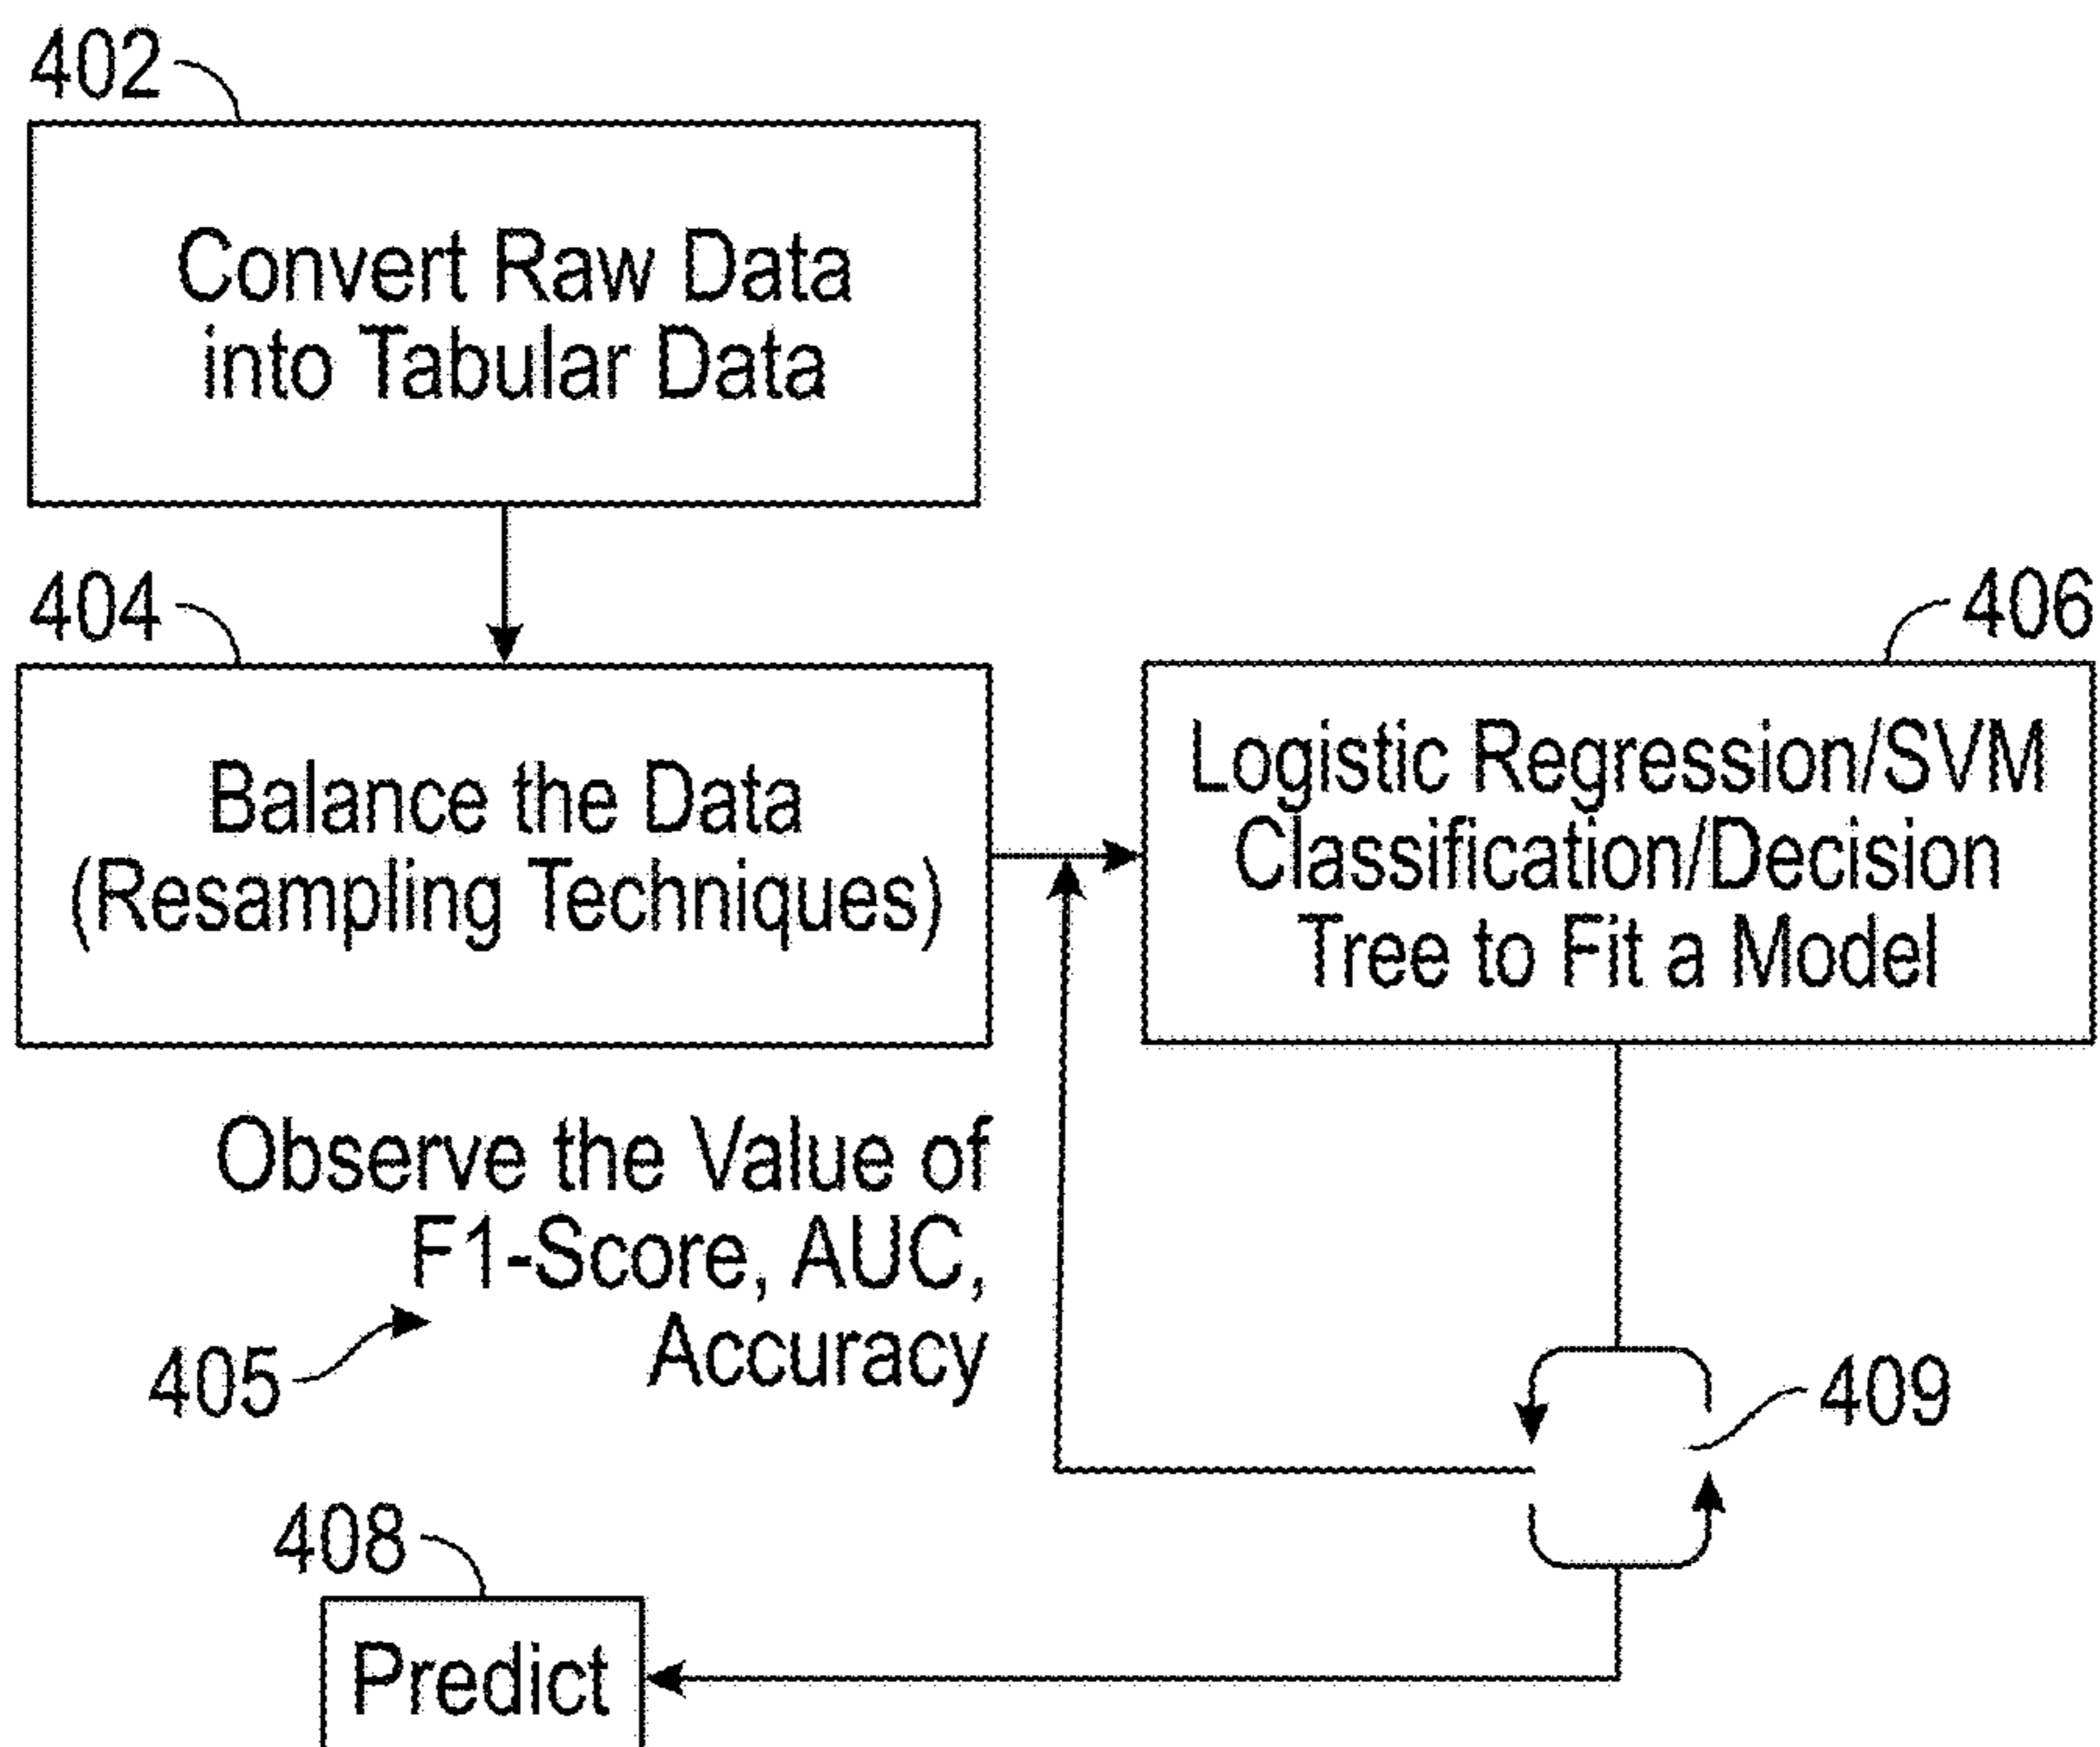 402
Convert Raw Data
into Tabular Data
404
Balance the Data
(Resampling Techniques)
406
Logistic Regression/SVM
Classification/Decision
Tree to Fit a Model
Observe the Value of
F1-Score, AUC,
Accuracy
405
409
408
Predict